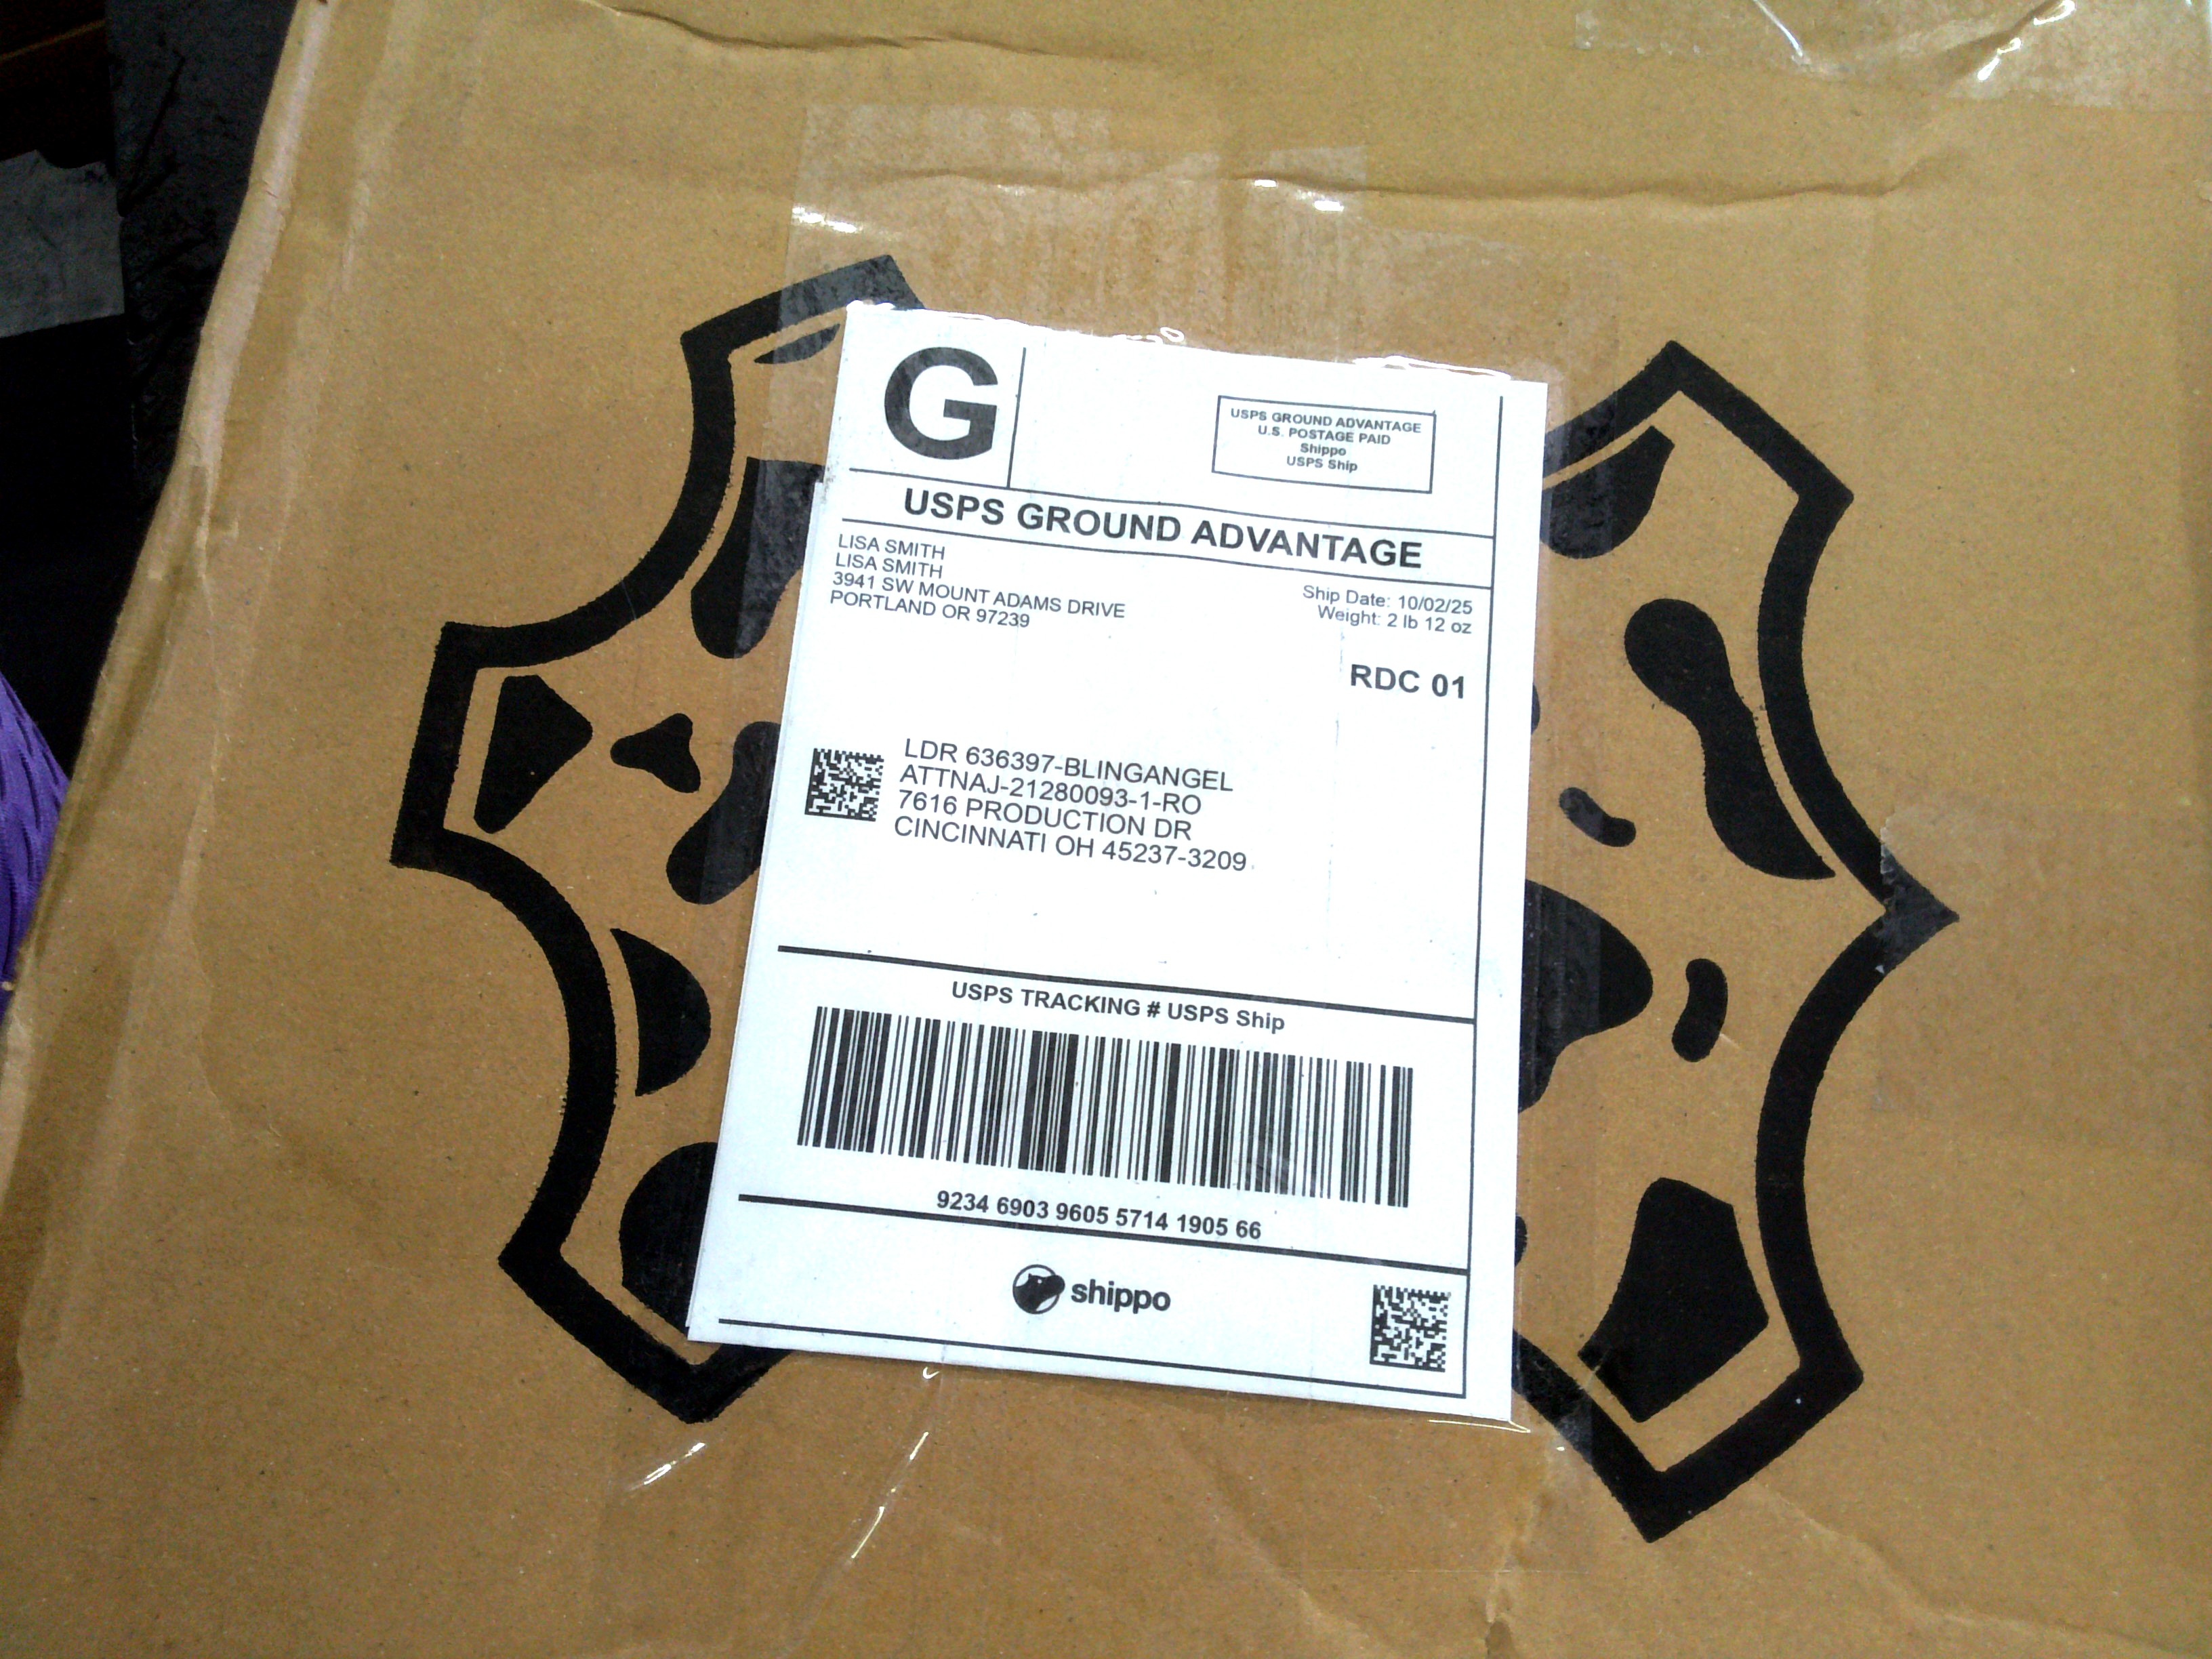 G
USPS GROUND ADVANTAGE
U.S. POSTAGE PAID
Shippo
USPS Ship
USPS GROUND ADVANTAGE
LISA SMITH
LISA SMITH
3941 SW MOUNT ADAMS DRIVE
PORTLAND OR 97239
Ship Date: 10/02/25
Weight: 2 lb 12 oz
RDC 01
LDR 636397-BLINGANGEL
ATTNAJ-21280093-1-RO
7616 PRODUCTION DR
CINCINNATI OH 45237-3209
USPS TRACKING # USPS Ship
9234 6903 9605 5714 1905 66
shippo